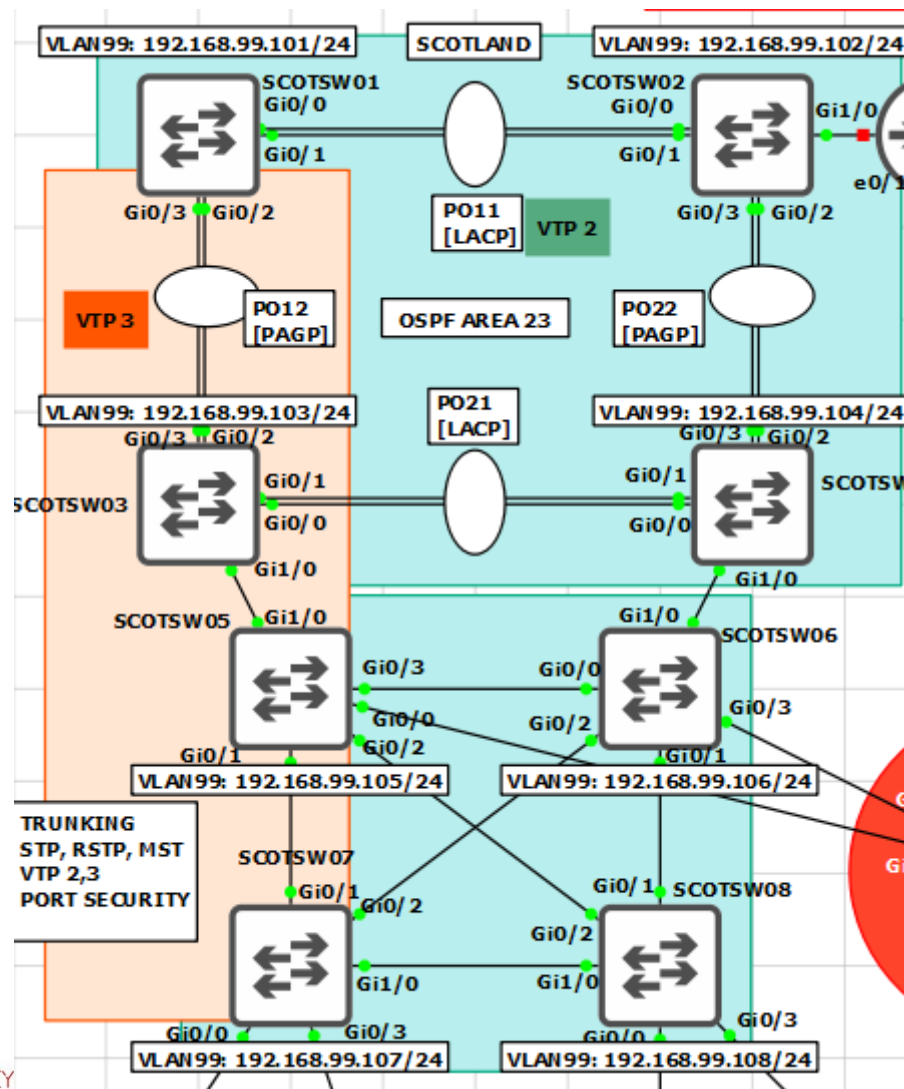 VLAN99: 192.168.99.101/24
SCOTLAND
VLAN99: 192.168.99.102/24
SCOTSW01
SCOTSW02
Gi0/0
Gi0/0
Gi1/0
Gi0/1
Gi0/1
e0/1
Gi0/3
Gi0/2
Gi0/3
Gi0/2
PO11
[LACP]
VTP 2
VTP 3
PO12
[PAGP]
OSPF AREA 23
PO22
[PAGP]
VLAN99: 192.168.99.103/24
PO21
[LACP]
VLAN99: 192.168.99.104/24
Gi0/3
Gi0/2
Gi0/3
Gi0/2
SCOTSW03
Gi0/1
Gi0/1
SCOTSW
Gi0/0
Gi0/0
Gi1/0
Gi1/0
SCOTSW05
Gi1/0
Gi1/0
SCOTSW06
Gi0/3
Gi0/0
Gi0/3
Gi0/0
Gi0/2
Gi0/2
Gi0/1
Gi0/1
VLAN99: 192.168.99.105/24
VLAN99: 192.168.99.106/24
TRUNKING
STP, RSTP, MST
VTP 2,3
PORT SECURITY
SCOTSW07
Gi0/1
Gi0/1
SCOTSW08
Gi0/2
Gi0/2
Gi1/0
Gi1/0
Gi0/0
Gi0/3
Gi0/0
Gi0/3
VLAN99: 192.168.99.107/24
VLAN99: 192.168.99.108/24